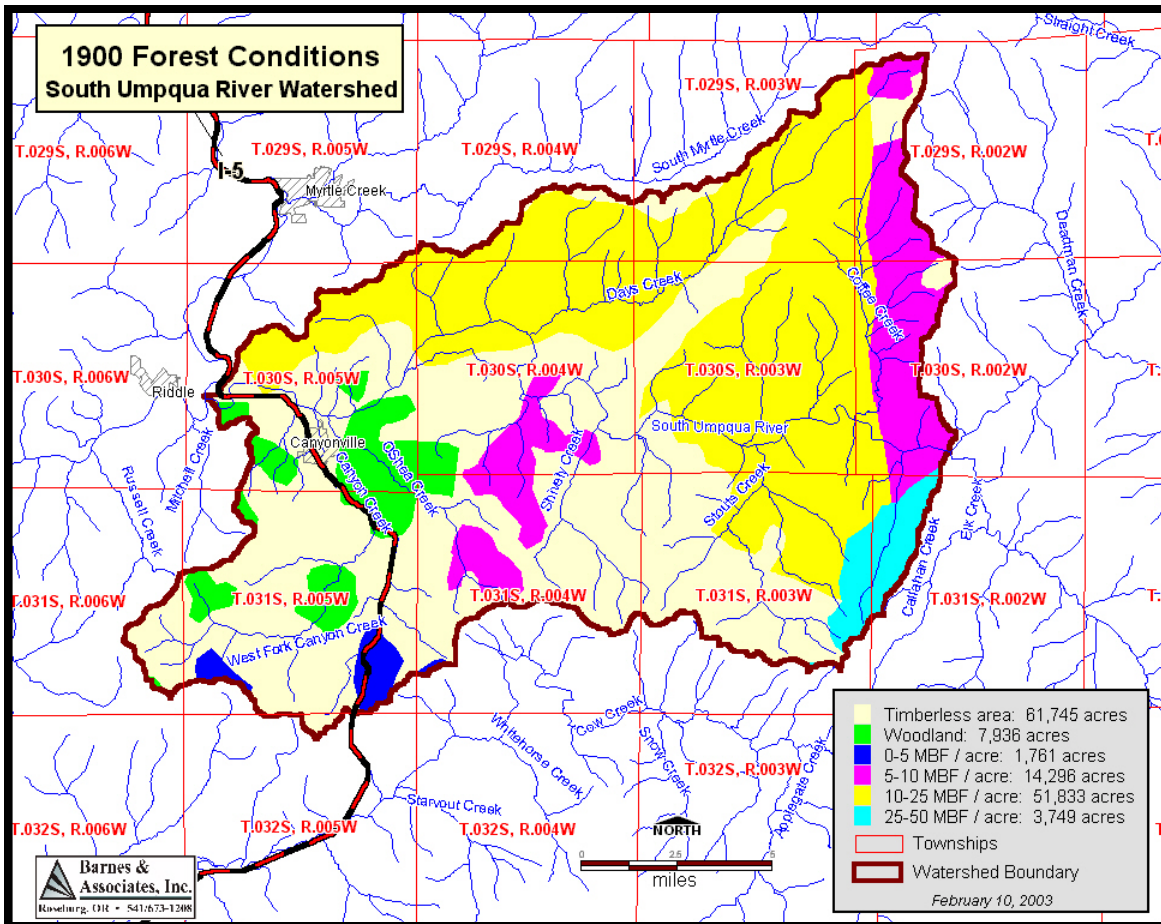 1900 Forest Conditions
South Umpqua River Watershed
Straight Creek
T.029S, R.003W
T.029S, R.006W
T.029S, R.005W
T.029S, R.004W
South Myrtle Creek
T.029S, R.002W
I-5
Myrtle Creek
Deadman Creek
Days Creek
Coffee Creek
T.030S, R.006W
T.030S, R.005W
T.030S, R.004W
T.030S, R.003W
T.030S, R.002W
Riddle
South Umpqua River
Canyonville
O'Shea Creek
Canyon Creek
Mitchell Creek
Russell Creek
Shively Creek
Stouts Creek
Elk Creek
Callahan Creek
T.031S, R.006W
T.031S, R.005W
T.031S, R.004W
T.031S, R.003W
T.031S, R.002W
West Fork Canyon Creek
Whitehorse Creek
Cow Creek
Snow Creek
Applegate Creek
T.032S, R.003W
Starvout Creek
T.032S, R.006W
T.032S, R.005W
T.032S, R.004W
NORTH
0 2.5 5
miles
Timberless area: 61,745 acres
Woodland: 7,936 acres
0-5 MBF / acre: 1,761 acres
5-10 MBF / acre: 14,296 acres
10-25 MBF / acre: 51,833 acres
25-50 MBF / acre: 3,749 acres
Townships
Watershed Boundary
February 10, 2003
Barnes &
Associates, Inc.
Roseburg, OR • 541/673-1208